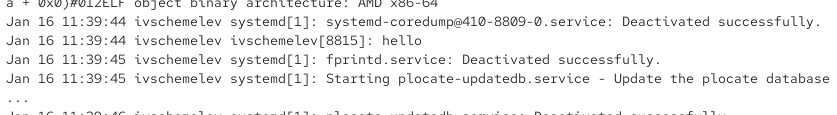 a + 0x0)#012ELF object binary architecture: AMD x86-64
Jan 16 11:39:44 ivschemelev systemd[1]: systemd-coredump@410-8809-0.service: Deactivated successfully.
Jan 16 11:39:44 ivschemelev ivschemelev[8815]: hello
Jan 16 11:39:45 ivschemelev systemd[1]: fprintd.service: Deactivated successfully.
Jan 16 11:39:45 ivschemelev systemd[1]: Starting plocate-updatedb.service - Update the plocate database
...
Jan 16 11:39:46 ivschemelev systemd[1]: plocate-updatedb.service: Deactivated successfully.